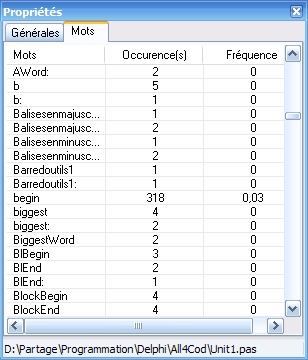 Propriétés
Générales Mots
Mots Occurence(s) Fréquence
AWord: 2 0
b 5 0
b: 1 0
Balisesenmajusc... 1 0
Balisesenmajusc... 2 0
Balisesenminusc... 1 0
Balisesenminusc... 2 0
Barredoutils1 1 0
Barredoutils1: 1 0
begin 318 0,03
biggest 4 0
biggest: 2 0
BiggestWord 2 0
BlBegin 3 0
BlEnd 2 0
BlEnd: 1 0
BlockBegin 4 0
BlockEnd 4 0
D:\Partage\Programmation\Delphi\All4Cod\Unit1.pas